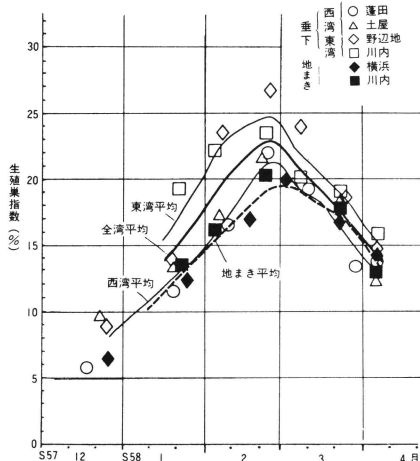 西湾 ○ 蓬田
垂下 △ 土屋
東湾 ◇ 野辺地
□ 川内
地まき ◆ 横浜
■ 川内
生殖巣指数(%)
30
25
20
15
10
5
0
東湾平均
全湾平均
西湾平均
地まき平均
S57 12 S58 1 2 3 4月